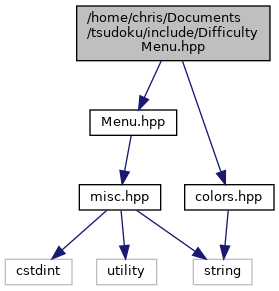 /home/chris/Documents
/tsudoku/include/Difficulty
Menu.hpp
Menu.hpp
misc.hpp
colors.hpp
cstdint
utility
string